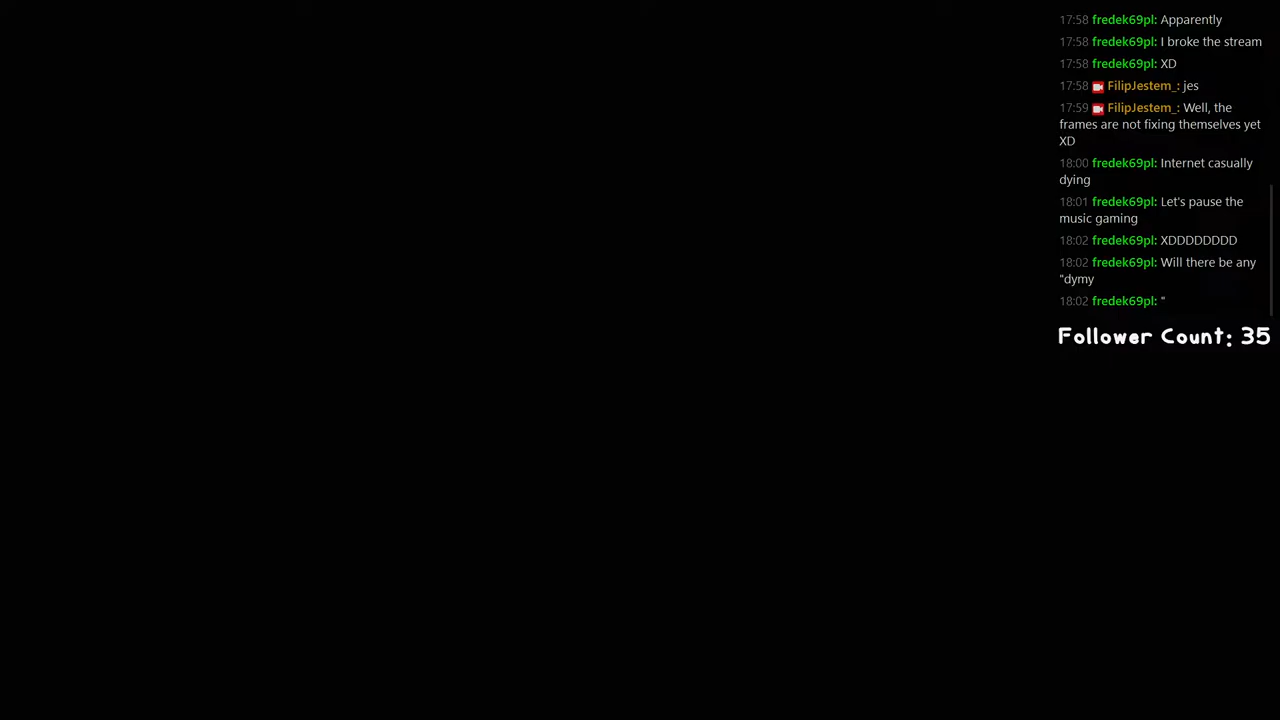 17:58 fredek69pl: Apparently
17:58 fredek69pl: I broke the stream
17:58 fredek69pl: XD
17:58 FilipJestem_: jes
17:59 FilipJestem_: Well, the
frames are not fixing themselves yet
XD
18:00 fredek69pl: Internet casually
dying
18:01 fredek69pl: Let's pause the
music gaming
18:02 fredek69pl: XDDDDDDDD
18:02 fredek69pl: Will there be any
"dymy
18:02 fredek69pl: "
Follower Count: 35